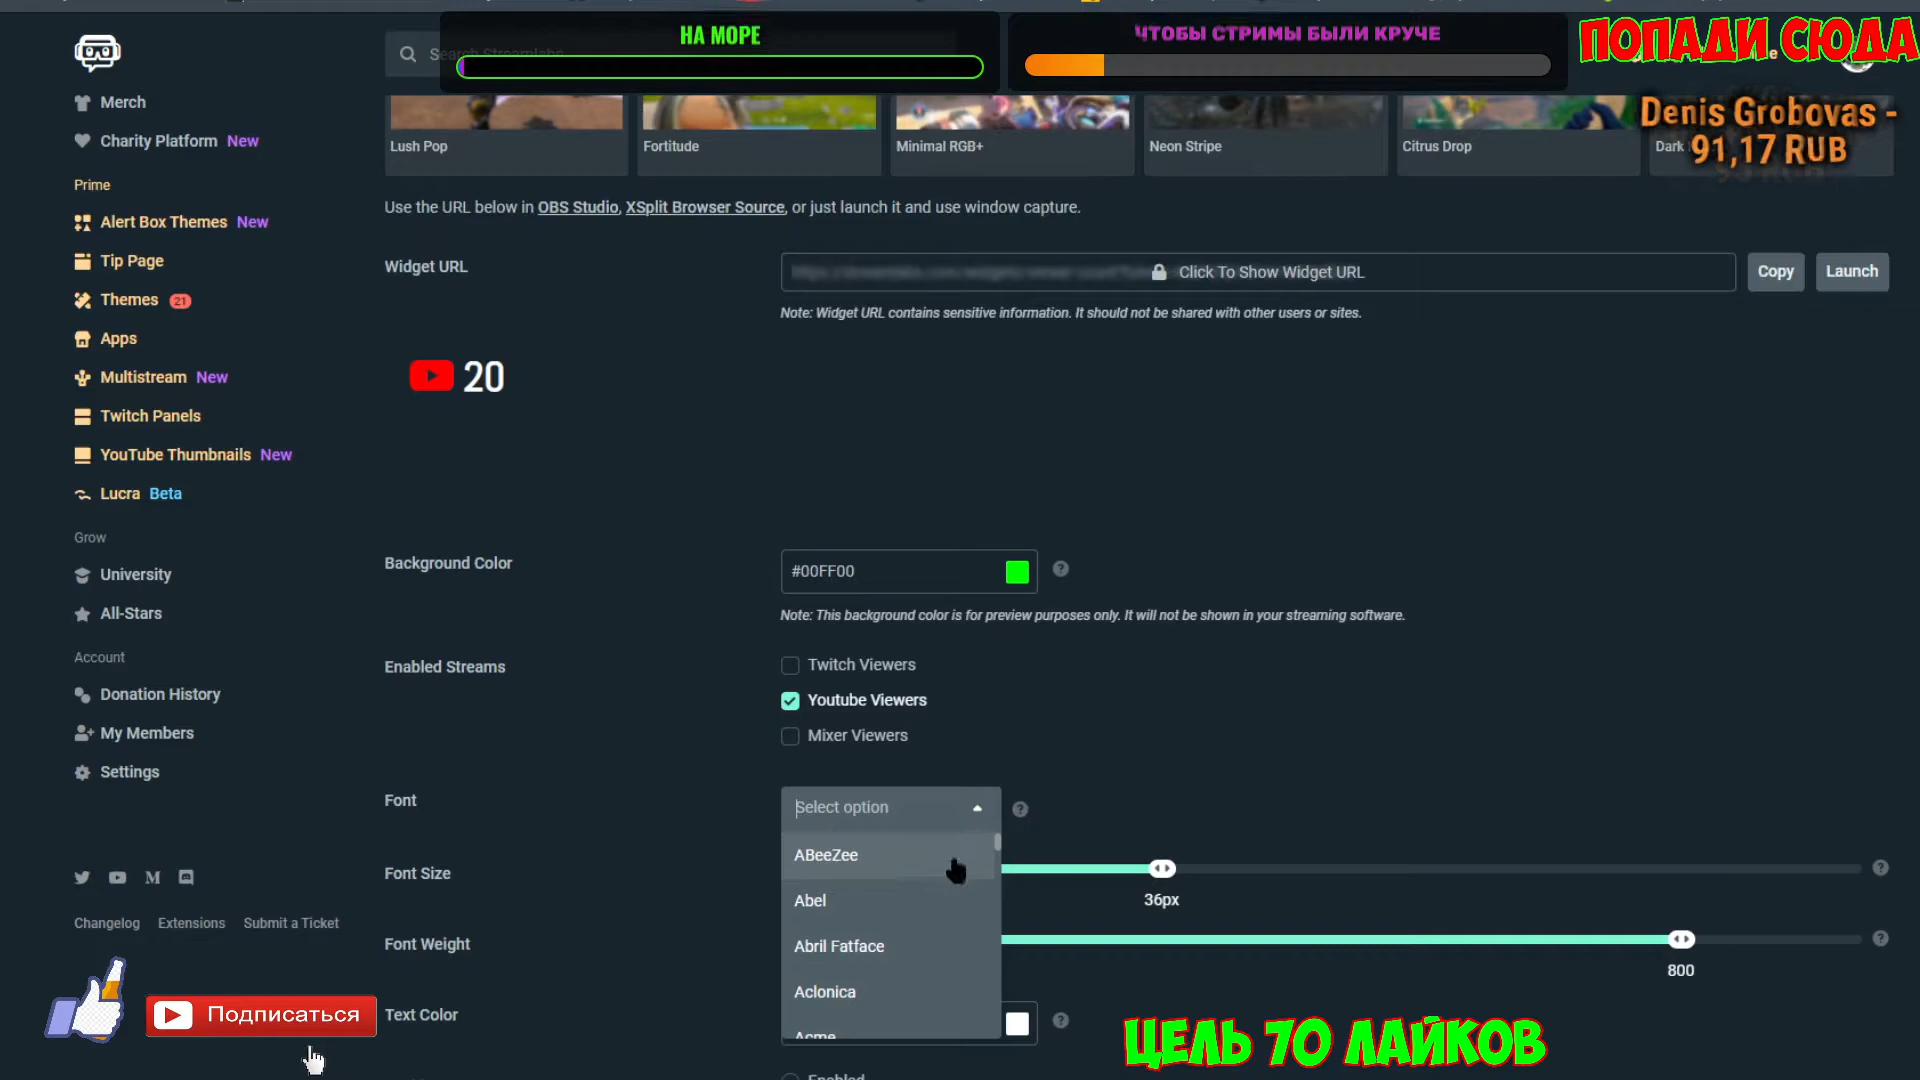 НА МОРЕ
ЧТОБЫ СТРИМЫ БЫЛИ КРУЧЕ
ПОПАДИ СЮДА
Search Streamlabs
Denis Grobovas -
91,17 RUB
Merch
Charity Platform New
Prime
Alert Box Themes New
Tip Page
Themes 21
Apps
Multistream New
Twitch Panels
YouTube Thumbnails New
Lucra Beta
Grow
University
All-Stars
Account
Donation History
My Members
Settings
Changelog Extensions Submit a Ticket
Подписаться
Lush Pop
Fortitude
Minimal RGB+
Neon Stripe
Citrus Drop
Dark
Use the URL below in OBS Studio, XSplit Browser Source, or just launch it and use window capture.
Widget URL
Click To Show Widget URL
Copy
Launch
Note: Widget URL contains sensitive information. It should not be shared with other users or sites.
20
Background Color
#00FF00
Note: This background color is for preview purposes only. It will not be shown in your streaming software.
Enabled Streams
Twitch Viewers
Youtube Viewers
Mixer Viewers
Font
Select option
ABeeZee
Abel
Abril Fatface
Aclonica
Acme
Font Size
36px
Font Weight
800
Text Color
Enabled
ЦЕЛЬ 70 ЛАЙКОВ